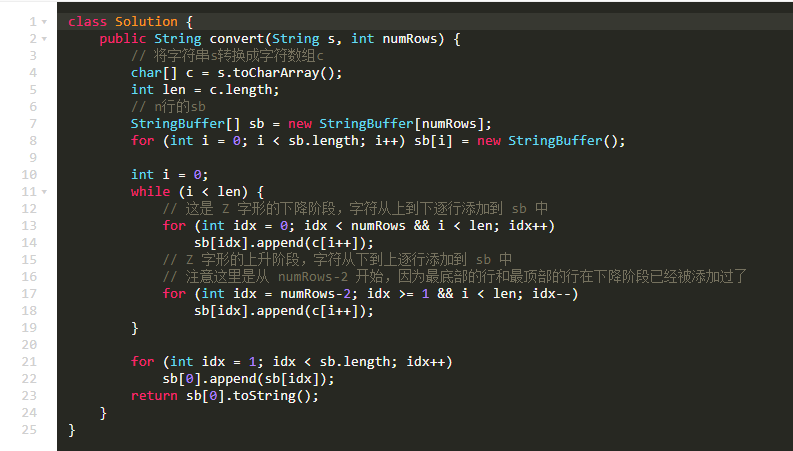 1 class Solution {
2 public String convert(String s, int numRows) {
3 // 将字符串s转换成字符数组c
4 char[] c = s.toCharArray();
5 int len = c.length;
6 // n行的sb
7 StringBuffer[] sb = new StringBuffer[numRows];
8 for (int i = 0; i < sb.length; i++) sb[i] = new StringBuffer();
9
10 int i = 0;
11 while (i < len) {
12 // 这是 Z 字形的下降阶段，字符从上到下逐行添加到 sb 中
13 for (int idx = 0; idx < numRows && i < len; idx++)
14 sb[idx].append(c[i++]);
15 // Z 字形的上升阶段，字符从下到上逐行添加到 sb 中
16 // 注意这里是从 numRows-2 开始，因为最底部的行和最顶部的行在下降阶段已经被添加过了
17 for (int idx = numRows-2; idx >= 1 && i < len; idx--)
18 sb[idx].append(c[i++]);
19 }
20
21 for (int idx = 1; idx < sb.length; idx++)
22 sb[0].append(sb[idx]);
23 return sb[0].toString();
24 }
25 }